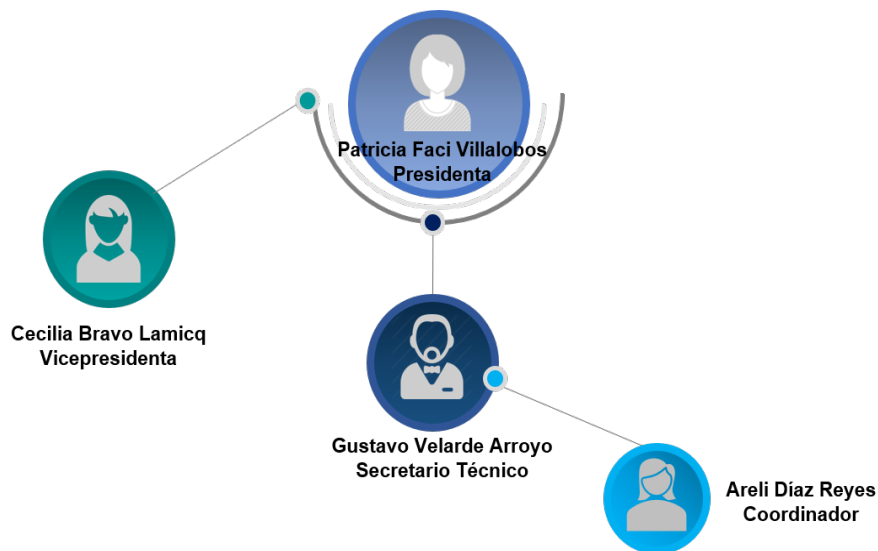 Patricia Faci Villalobos
Presidenta
Cecilia Bravo Lamicq
Vicepresidenta
Gustavo Velarde Arroyo
Secretario Técnico
Areli Díaz Reyes
Coordinador